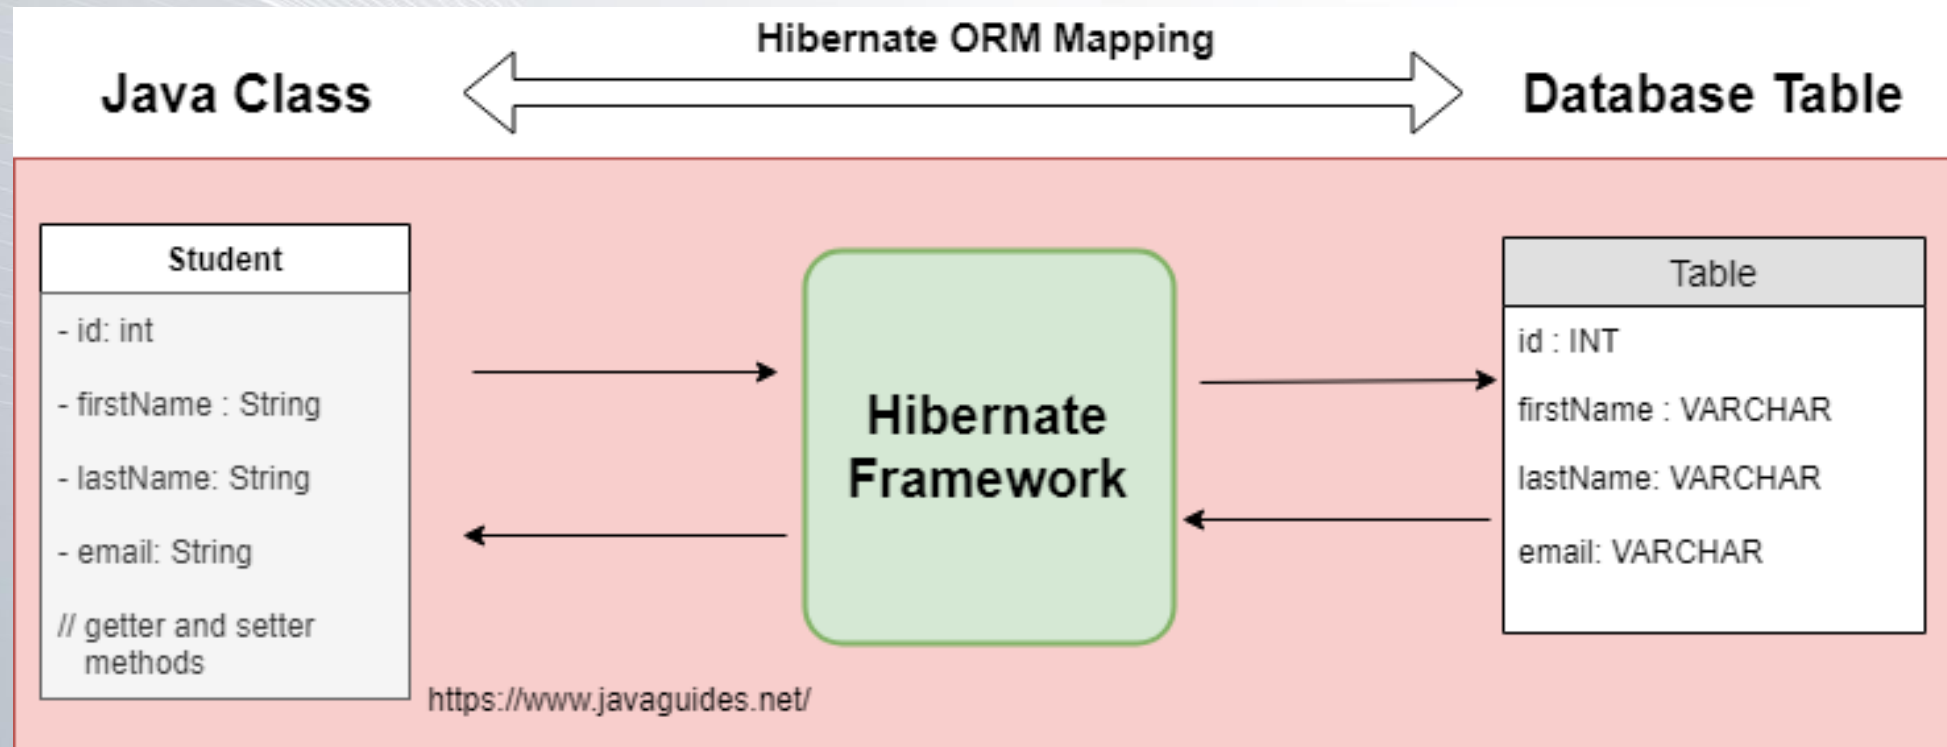 Hibernate ORM Mapping
Java Class
Database Table
Student
- id: int
- firstName : String
- lastName: String
- email: String
// getter and setter
methods
Hibernate
Framework
Table
id : INT
firstName : VARCHAR
lastName: VARCHAR
email: VARCHAR
https://www.javaguides.net/